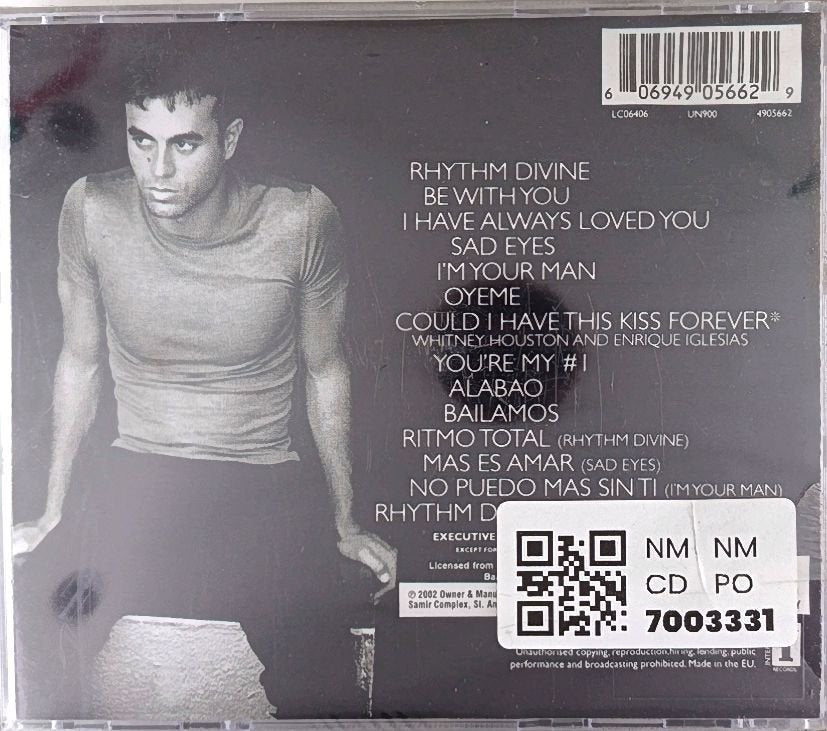 6 06949 05662 9
LC06406 UN900 4905662
RHYTHM DIVINE
BE WITH YOU
I HAVE ALWAYS LOVED YOU
SAD EYES
I'M YOUR MAN
OYEME
COULD I HAVE THIS KISS FOREVER*
WHITNEY HOUSTON AND ENRIQUE IGLESIAS
YOU'RE MY #1
ALABAO
BAILAMOS
RITMO TOTAL (RHYTHM DIVINE)
MAS ES AMAR (SAD EYES)
NO PUEDO MAS SIN TI (I'M YOUR MAN)
RHYTHM D
EXECUTIVE
EXCEPT FOR
Licensed from
Ba
℗ 2002 Owner & Manu
Samir Complex, St. An
NM NM
CD PO
7003331
Unauthorised copying, reproduction, hiring, lending, public
performance and broadcasting prohibited. Made in the EU.
INTE
RECORDS